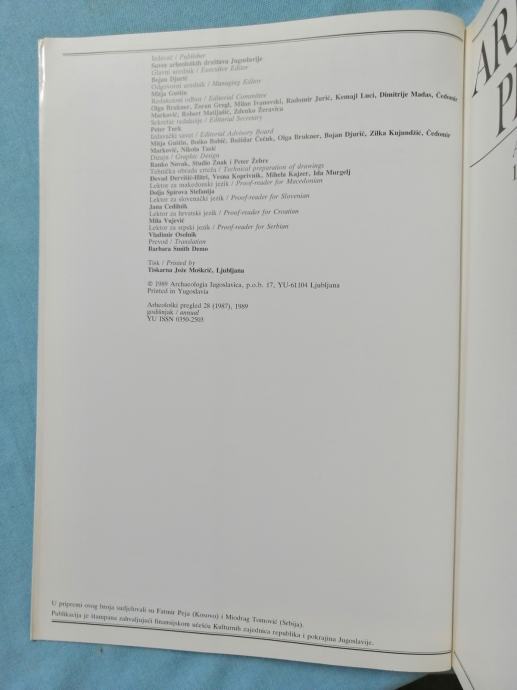 Izdavač / Publisher
Savez arheoloških društava Jugoslavije
Glavni urednik / Executive Editor
Bojan Djurić
Odgovorni urednik / Managing Editor
Mitja Guštin
Redakcioni odbor / Editorial Committee
Olga Brukner, Zoran Gregl, Milan Ivanovski, Radomir Jurić, Kemajl Luci, Dimitrije Madas, Čedomir
Marković, Robert Matijašić, Zdenko Žeravica
Sekretar redakcije / Editorial Secretary
Peter Turk
Izdavački savet / Editorial Advisory Board
Mitja Guštin, Boško Babić, Božidar Čečuk, Olga Brukner, Bojan Djurić, Zilka Kujundžić, Čedomir
Marković, Nikola Tasić
Dizajn / Graphic Design
Ranko Novak, Studio Znak i Peter Žebre
Tehnička obrada crteža / Technical preparation of drawings
Devad Dervišić-Hitri, Vesna Koprivnik, Mihela Kajzer, Ida Murgelj
Lektor za makedonski jezik / Proof-reader for Macedonian
Dolja Spirova Stefanija
Lektor za slovenački jezik / Proof-reader for Slovenian
Jana Cedilnik
Lektor za hrvatski jezik / Proof-reader for Croatian
Mila Vujević
Lektor za srpski jezik / Proof-reader for Serbian
Vladimir Osolnik
Prevod / Translation
Barbara Smith Demo
Tisk / Printed by
Tiskarna Jože Moškrič, Ljubljana
© 1989 Archaeologia Iugoslavica, p.o.b. 17, YU-61104 Ljubljana
Printed in Yugoslavia
Arheološki pregled 28 (1987), 1989
godišnjak / annual
YU ISSN 0350-2503
U pripremi ovog broja sudjelovali su Fatmir Peja (Kosovo) i Miodrag Tomović (Srbija).
Publikacija je štampana zahvaljujući finansijskom učešću Kulturnih zajednica republika i pokrajina Jugoslavije.